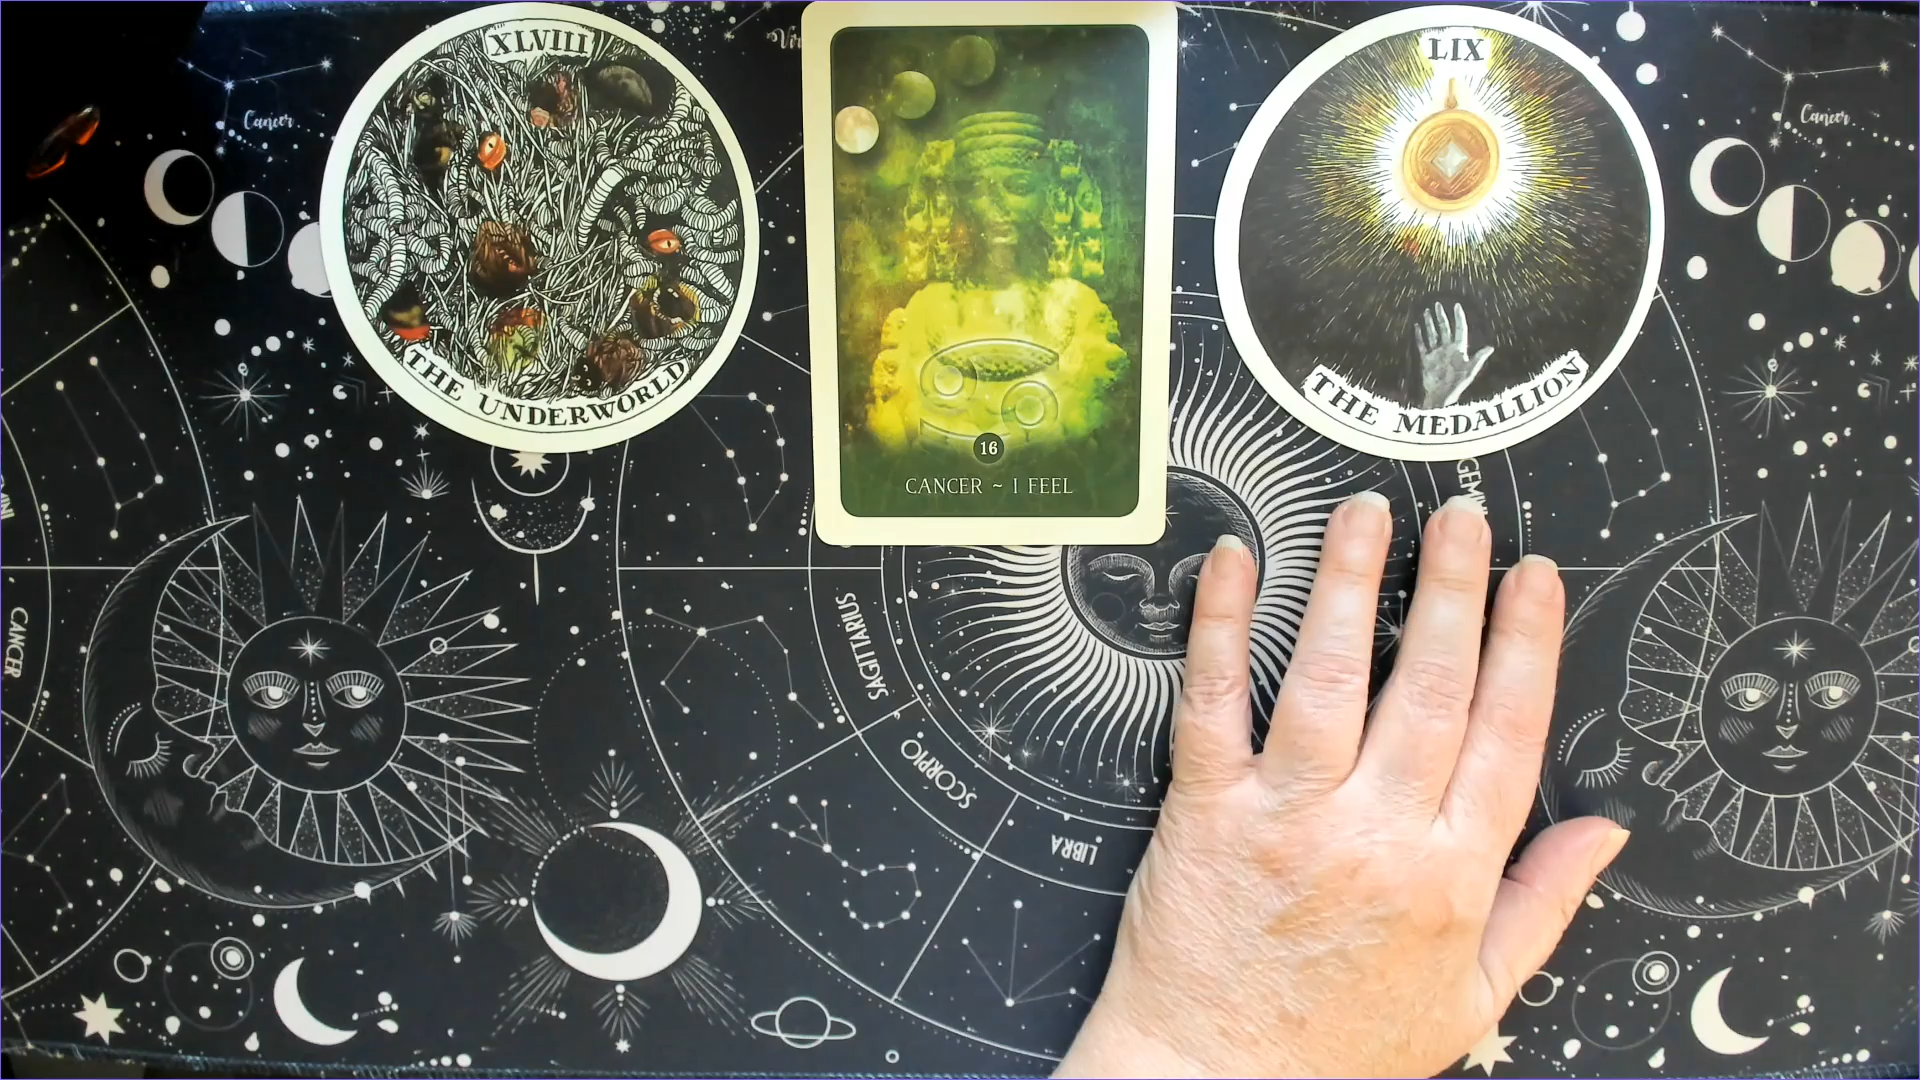 XLVIII
THE UNDERWORLD
16
CANCER ~ I FEEL
LIX
THE MEDALLION
Cancer
Cancer
CANCER
SAGITTARIUS
SCORPIO
LIBRA